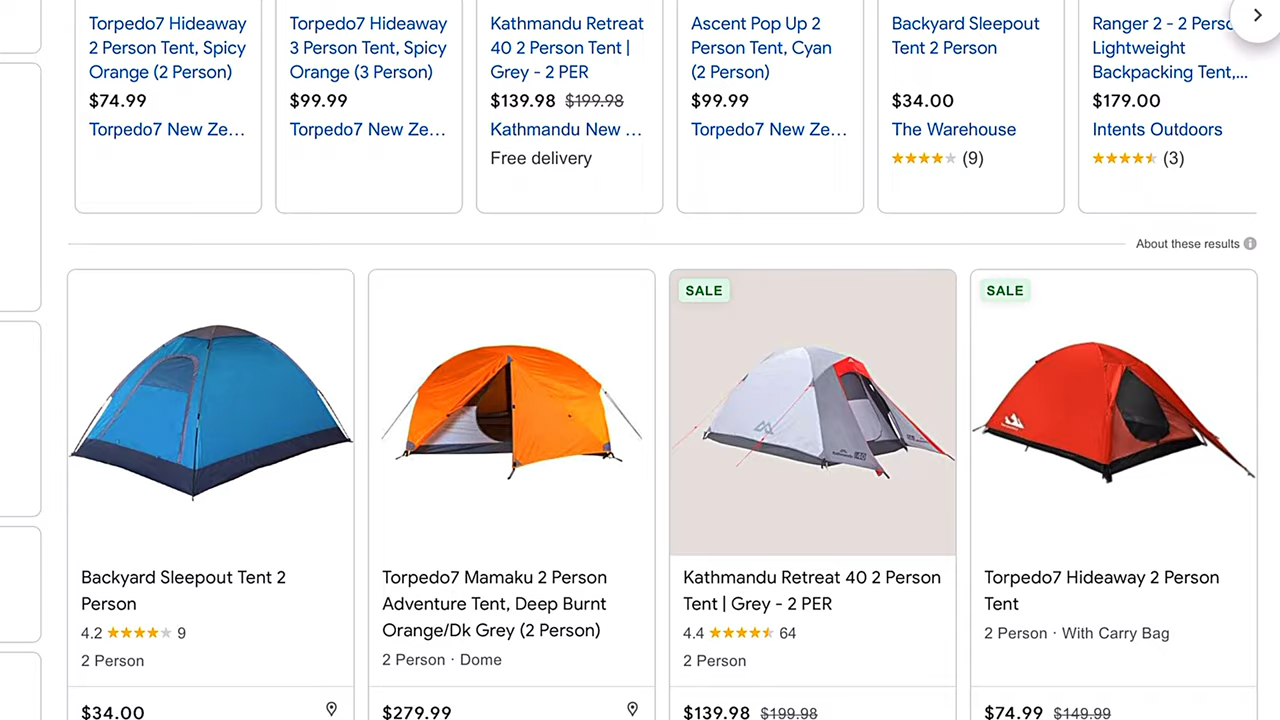 Torpedo7 Hideaway
2 Person Tent, Spicy
Orange (2 Person)
$74.99
Torpedo7 New Ze...
Torpedo7 Hideaway
3 Person Tent, Spicy
Orange (3 Person)
$99.99
Torpedo7 New Ze...
Kathmandu Retreat
40 2 Person Tent |
Grey - 2 PER
$139.98 $199.98
Kathmandu New ...
Free delivery
Ascent Pop Up 2
Person Tent, Cyan
(2 Person)
$99.99
Torpedo7 New Ze...
Backyard Sleepout
Tent 2 Person
$34.00
The Warehouse
(9)
Ranger 2 - 2 Perso
Lightweight
Backpacking Tent,...
$179.00
Intents Outdoors
(3)
About these results
Backyard Sleepout Tent 2
Person
4.2 9
2 Person
$34.00
Torpedo7 Mamaku 2 Person
Adventure Tent, Deep Burnt
Orange/Dk Grey (2 Person)
2 Person · Dome
$279.99
SALE
Kathmandu Retreat 40 2 Person
Tent | Grey - 2 PER
4.4 64
2 Person
$139.98 $199.98
SALE
Torpedo7 Hideaway 2 Person
Tent
2 Person · With Carry Bag
$74.99 $149.99